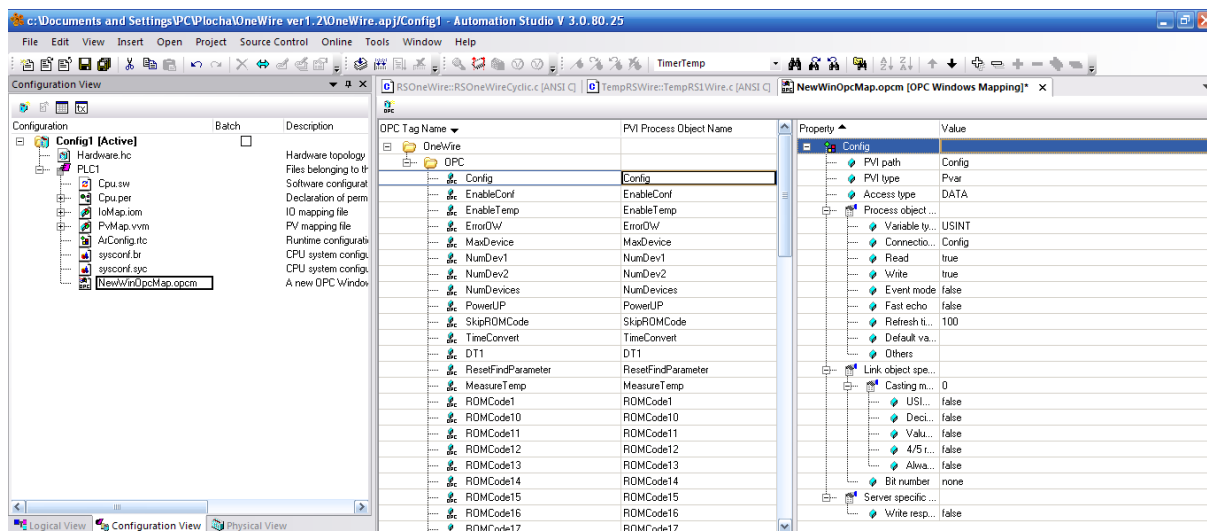 c:\Documents and Settings\PC\Plocha\OneWire ver1.2\OneWire.apj/Config1 - Automation Studio V 3.0.80.25
File Edit View Insert Open Project Source Control Online Tools Window Help
TimerTemp
Configuration View
RSOneWire::RSOneWireCyclic.c [ANSI C] TempRSWire::TempRS1Wire.c [ANSI C] NewWinOpcMap.opcm [OPC Windows Mapping]* x
Configuration Batch Description
Config1 [Active]
Hardware.hc Hardware topology
PLC1 Files belonging to th
Cpu.sw Software configurat
Cpu.per Declaration of perm
IoMap.iom IO mapping file
PvMap.vvm PV mapping file
ArConfig.rtc Runtime configurati
sysconf.br CPU system configu
sysconf.syc CPU system configu
NewWinOpcMap.opcm A new OPC Window
Logical View Configuration View Physical View
OPC
OPC Tag Name PVI Process Object Name
OneWire
OPC
Config Config
EnableConf EnableConf
EnableTemp EnableTemp
ErrorOW ErrorOW
MaxDevice MaxDevice
NumDev1 NumDev1
NumDev2 NumDev2
NumDevices NumDevices
PowerUP PowerUP
SkipROMCode SkipROMCode
TimeConvert TimeConvert
DT1 DT1
ResetFindParameter ResetFindParameter
MeasureTemp MeasureTemp
ROMCode1 ROMCode1
ROMCode10 ROMCode10
ROMCode11 ROMCode11
ROMCode12 ROMCode12
ROMCode13 ROMCode13
ROMCode14 ROMCode14
ROMCode15 ROMCode15
ROMCode16 ROMCode16
ROMCode17 ROMCode17
Property Value
Config
PVI path Config
PVI type Pvar
Access type DATA
Process object ...
Variable ty... USINT
Connectio... Config
Read true
Write true
Event mode false
Fast echo false
Refresh ti... 100
Default va...
Others
Link object spe...
Casting m... 0
USI... false
Deci... false
Valu... false
4/5 r... false
Alwa... false
Bit number none
Server specific ...
Write resp... false